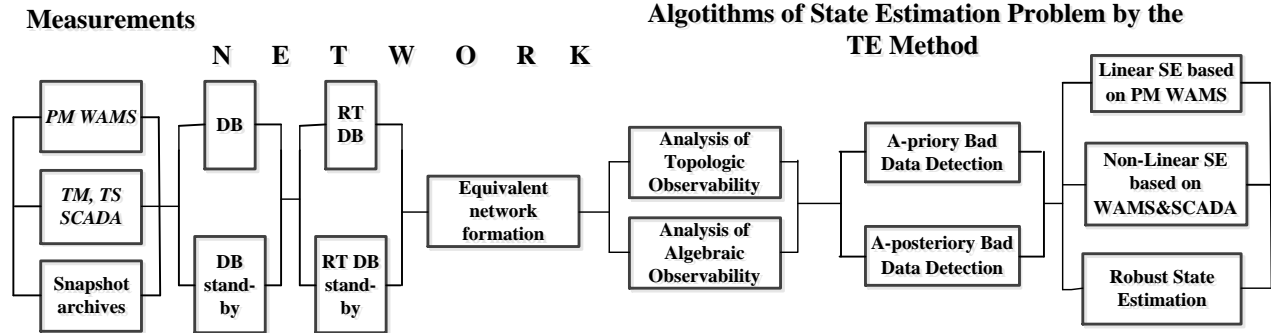 Measurements
Algotithms of State Estimation Problem by the
TE Method
N E T W O R K
PM WAMS
TM, TS
SCADA
Snapshot
archives
DB
DB
stand-
by
RT
DB
RT DB
stand-
by
Equivalent
network
formation
Analysis of
Topologic
Observability
Analysis of
Algebraic
Observability
A-priory Bad
Data Detection
A-posteriory Bad
Data Detection
Linear SE based
on PM WAMS
Non-Linear SE
based on
WAMS&SCADA
Robust State
Estimation